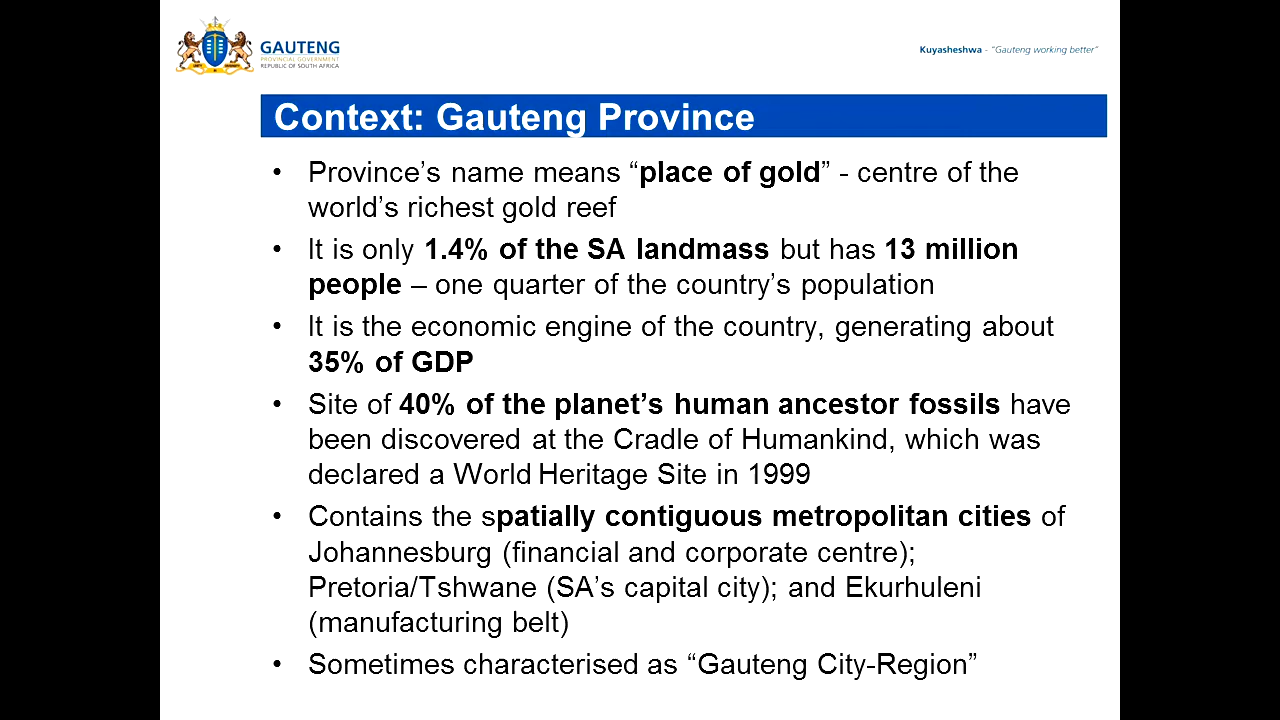 GAUTENG
PROVINCIAL GOVERNMENT
REPUBLIC OF SOUTH AFRICA
Kuyasheshwa - “Gauteng working better”
Context: Gauteng Province
• Province’s name means “place of gold” - centre of the
world’s richest gold reef
• It is only 1.4% of the SA landmass but has 13 million
people – one quarter of the country’s population
• It is the economic engine of the country, generating about
35% of GDP
• Site of 40% of the planet’s human ancestor fossils have
been discovered at the Cradle of Humankind, which was
declared a World Heritage Site in 1999
• Contains the spatially contiguous metropolitan cities of
Johannesburg (financial and corporate centre);
Pretoria/Tshwane (SA’s capital city); and Ekurhuleni
(manufacturing belt)
• Sometimes characterised as “Gauteng City-Region”